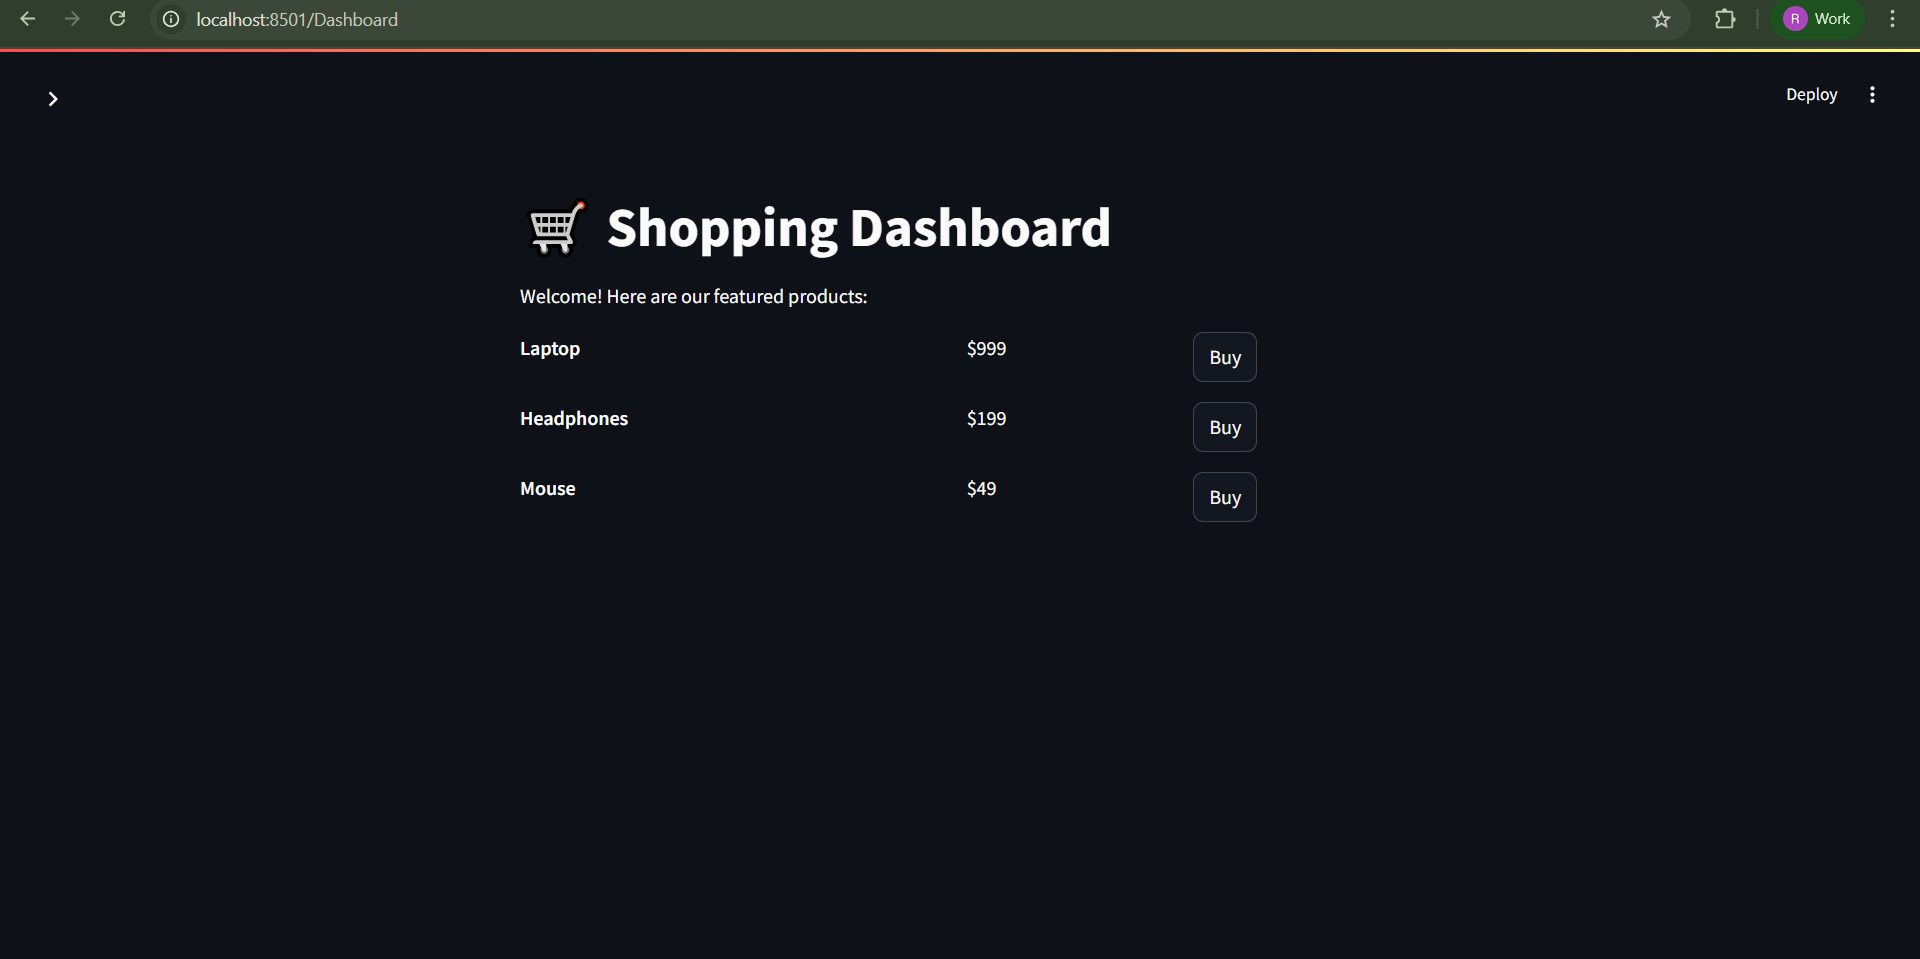 localhost:8501/Dashboard
R Work
Deploy
Shopping Dashboard
Welcome! Here are our featured products:
Laptop $999 Buy
Headphones $199 Buy
Mouse $49 Buy